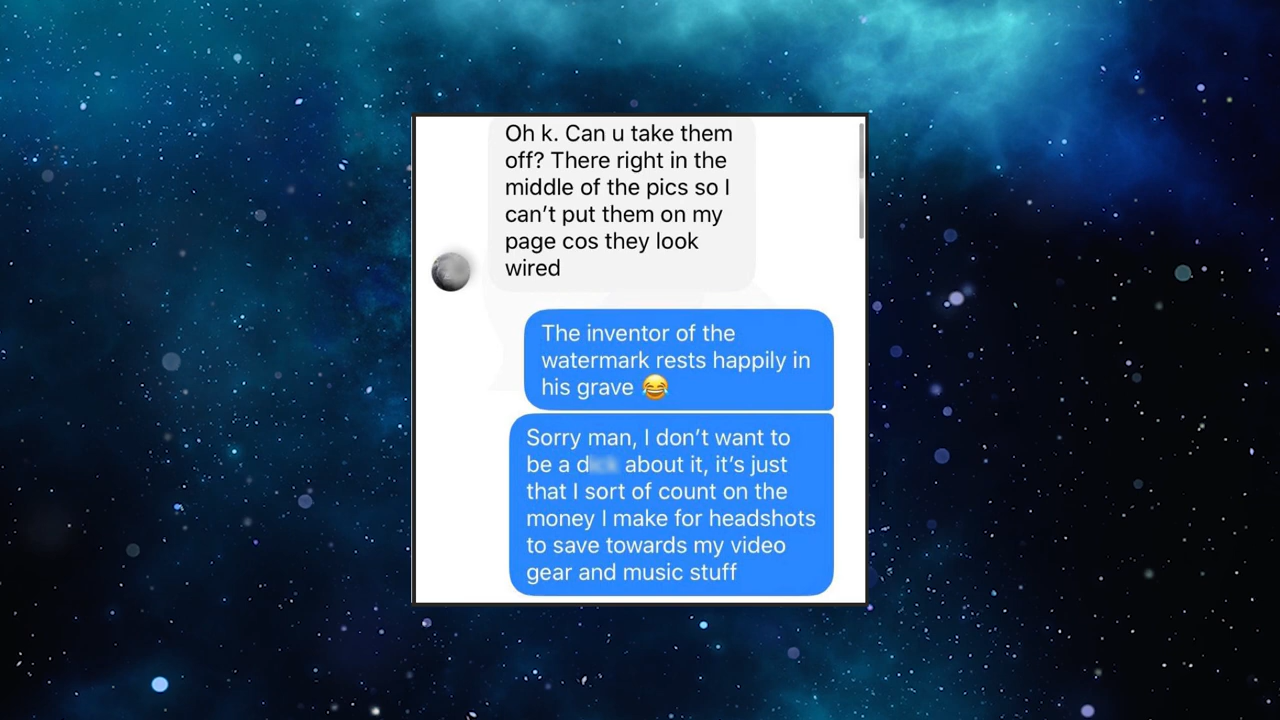 Oh k. Can u take them
off? There right in the
middle of the pics so I
can’t put them on my
page cos they look
wired
The inventor of the
watermark rests happily in
his grave 😂
Sorry man, I don’t want to
be a d about it, it’s just
that I sort of count on the
money I make for headshots
to save towards my video
gear and music stuff